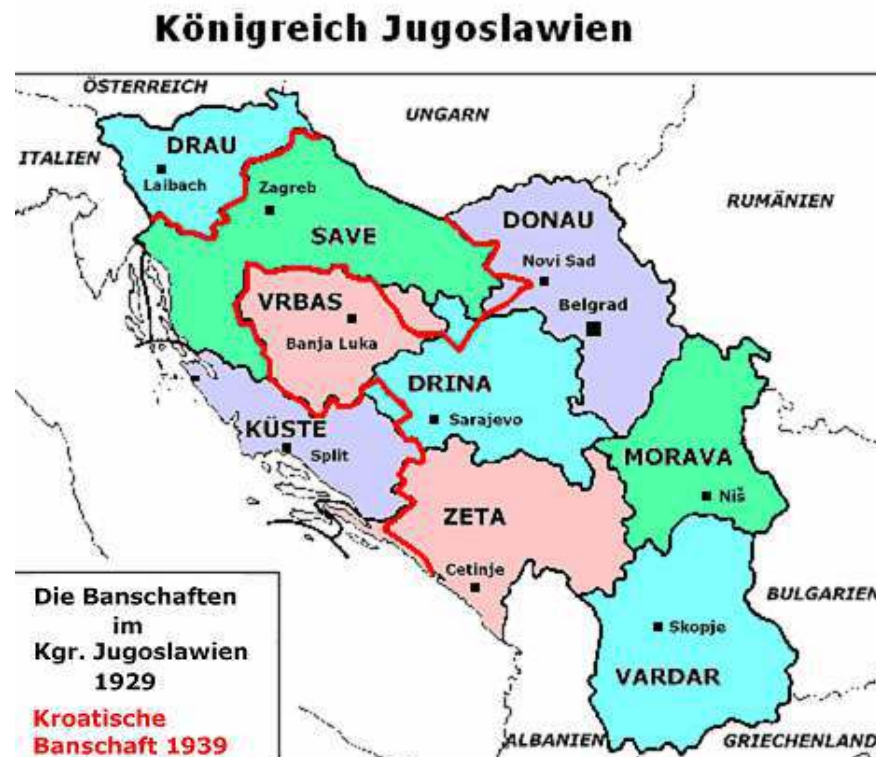 Königreich Jugoslawien
ÖSTERREICH
UNGARN
ITALIEN
DRAU
Laibach
Zagreb
RUMÄNIEN
SAVE
DONAU
Novi Sad
Belgrad
VRBAS
Banja Luka
DRINA
Sarajevo
KÜSTE
Split
MORAVA
Niš
ZETA
Cetinje
BULGARIEN
Skopje
VARDAR
ALBANIEN
GRIECHENLAND
Die Banschaften
im
Kgr. Jugoslawien
1929
Kroatische
Banschaft 1939